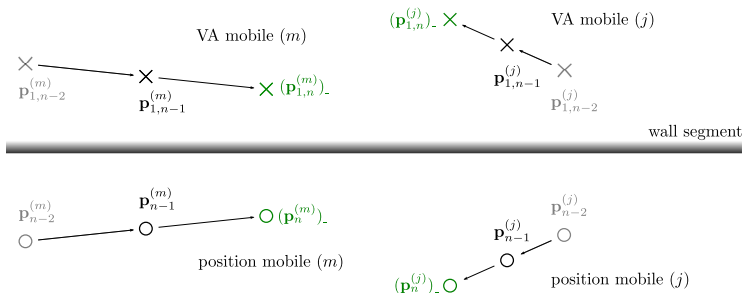 VA mobile (m)
(p_{1,n}^{(j)})_-
VA mobile (j)
p_{1,n-2}^{(m)}
p_{1,n-1}^{(m)}
(p_{1,n}^{(m)})_-
p_{1,n-1}^{(j)}
p_{1,n-2}^{(j)}
wall segment
p_{n-2}^{(m)}
p_{n-1}^{(m)}
(p_n^{(m)})_-
p_{n-1}^{(j)}
p_{n-2}^{(j)}
position mobile (m)
(p_n^{(j)})_-
position mobile (j)